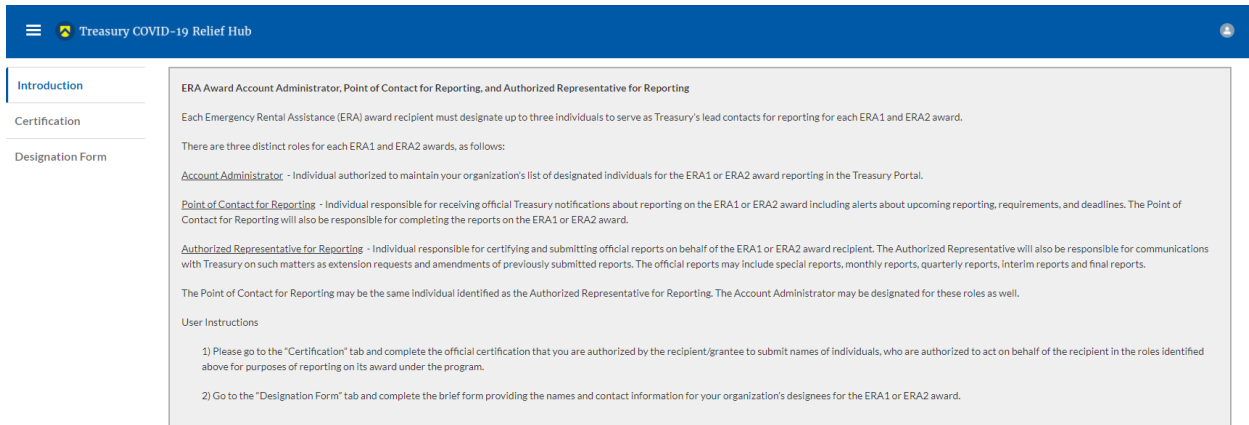 Treasury COVID-19 Relief Hub
Introduction
Certification
Designation Form
ERA Award Account Administrator, Point of Contact for Reporting, and Authorized Representative for Reporting
Each Emergency Rental Assistance (ERA) award recipient must designate up to three individuals to serve as Treasury's lead contacts for reporting for each ERA1 and ERA2 award.
There are three distinct roles for each ERA1 and ERA2 awards, as follows:
Account Administrator - Individual authorized to maintain your organization's list of designated individuals for the ERA1 or ERA2 award reporting in the Treasury Portal.
Point of Contact for Reporting - Individual responsible for receiving official Treasury notifications about reporting on the ERA1 or ERA2 award including alerts about upcoming reporting, requirements, and deadlines. The Point of
Contact for Reporting will also be responsible for completing the reports on the ERA1 or ERA2 award.
Authorized Representative for Reporting - Individual responsible for certifying and submitting official reports on behalf of the ERA1 or ERA2 award recipient. The Authorized Representative will also be responsible for communications
with Treasury on such matters as extension requests and amendments of previously submitted reports. The official reports may include special reports, monthly reports, quarterly reports, interim reports and final reports.
The Point of Contact for Reporting may be the same individual identified as the Authorized Representative for Reporting. The Account Administrator may be designated for these roles as well.
User Instructions
1) Please go to the "Certification" tab and complete the official certification that you are authorized by the recipient/grantee to submit names of individuals, who are authorized to act on behalf of the recipient in the roles identified
above for purposes of reporting on its award under the program.
2) Go to the "Designation Form" tab and complete the brief form providing the names and contact information for your organization's designees for the ERA1 or ERA2 award.